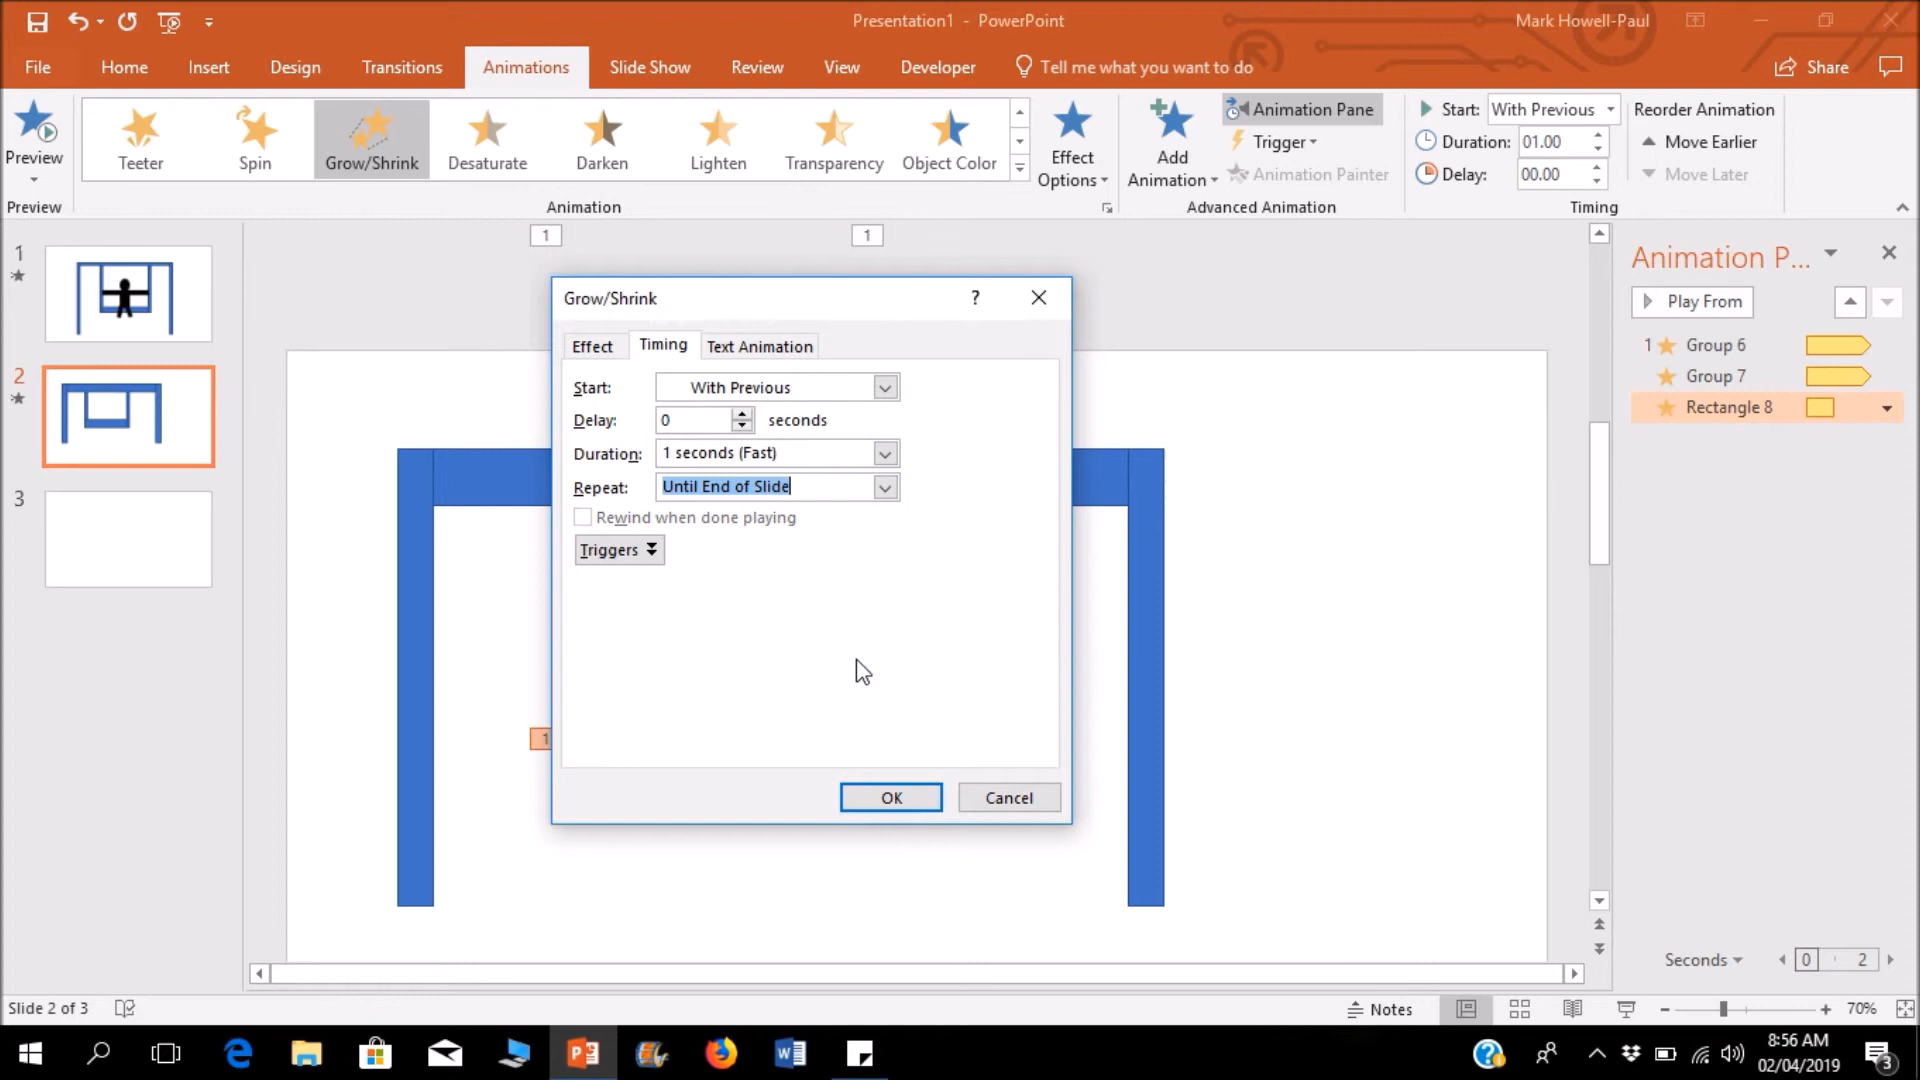 Presentation1 - PowerPoint
Mark Howell-Paul
File Home Insert Design Transitions Animations Slide Show Review View Developer Tell me what you want to do Share
Preview
Preview
Teeter
Spin
Grow/Shrink
Desaturate
Darken
Lighten
Transparency
Object Color
Animation
Effect
Options
Add
Animation
Animation Pane
Trigger
Animation Painter
Advanced Animation
Start: With Previous
Duration: 01.00
Delay: 00.00
Reorder Animation
Move Earlier
Move Later
Timing
1
2
3
1
1
1
Grow/Shrink ?
Effect Timing Text Animation
Start: With Previous
Delay: 0 seconds
Duration: 1 seconds (Fast)
Repeat: Until End of Slide
Rewind when done playing
Triggers
OK Cancel
Animation P...
Play From
1 Group 6
Group 7
Rectangle 8
Seconds 0 2
Slide 2 of 3
Notes
70%
8:56 AM
02/04/2019
3